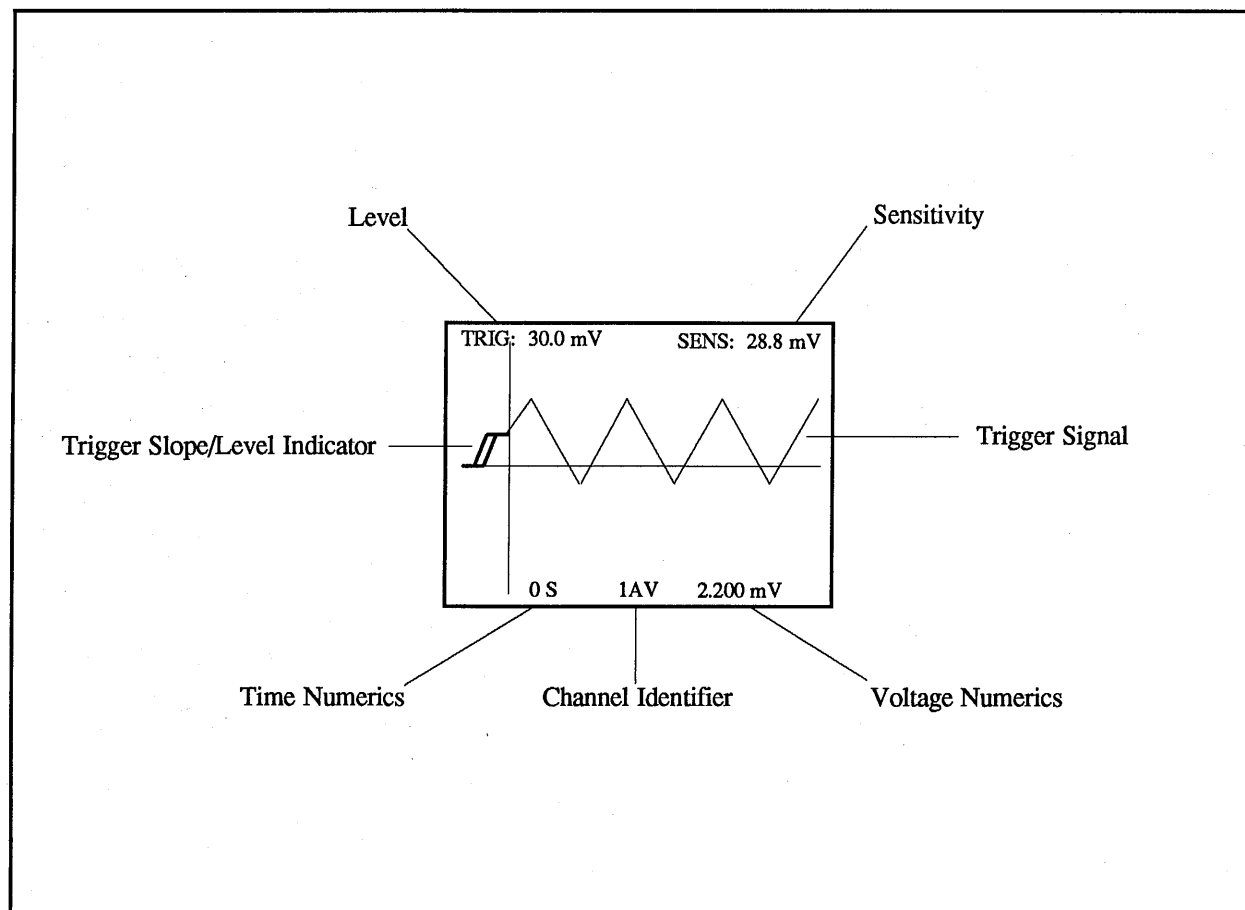 Level
Sensitivity
TRIG: 30.0 mV
SENS: 28.8 mV
Trigger Slope/Level Indicator
Trigger Signal
0 S
1AV
2.200 mV
Time Numerics
Channel Identifier
Voltage Numerics